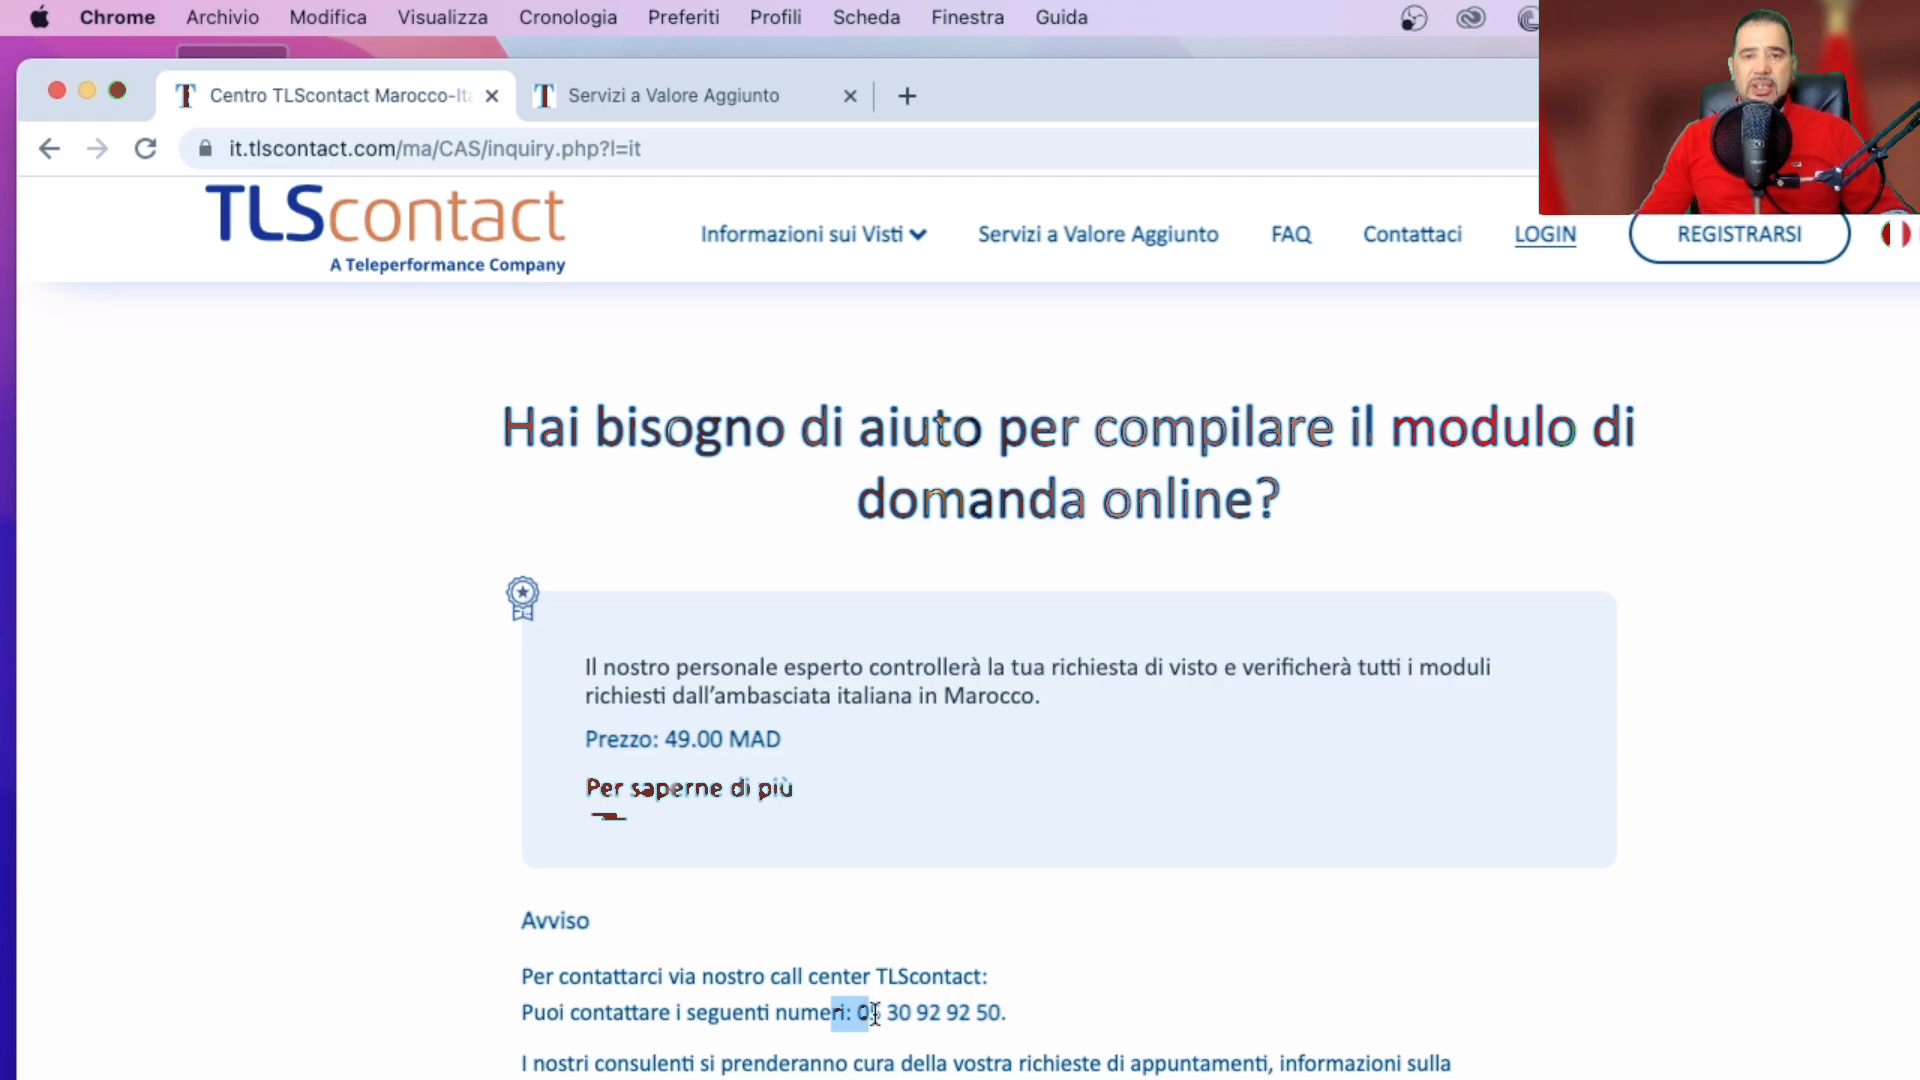 Chrome Archivio Modifica Visualizza Cronologia Preferiti Profili Scheda Finestra Guida
Centro TLScontact Marocco-Ita
Servizi a Valore Aggiunto
it.tlscontact.com/ma/CAS/inquiry.php?l=it
TLScontact
A Teleperformance Company
Informazioni sui Visti
Servizi a Valore Aggiunto
FAQ
Contattaci
LOGIN
REGISTRARSI
Hai bisogno di aiuto per compilare il modulo di
domanda online?
Il nostro personale esperto controllerà la tua richiesta di visto e verificherà tutti i moduli
richiesti dall'ambasciata italiana in Marocco.
Prezzo: 49.00 MAD
Per saperne di più
Avviso
Per contattarci via nostro call center TLScontact:
Puoi contattare i seguenti numeri: 30 92 92 50.
I nostri consulenti si prenderanno cura della vostra richieste di appuntamenti, informazioni sulla